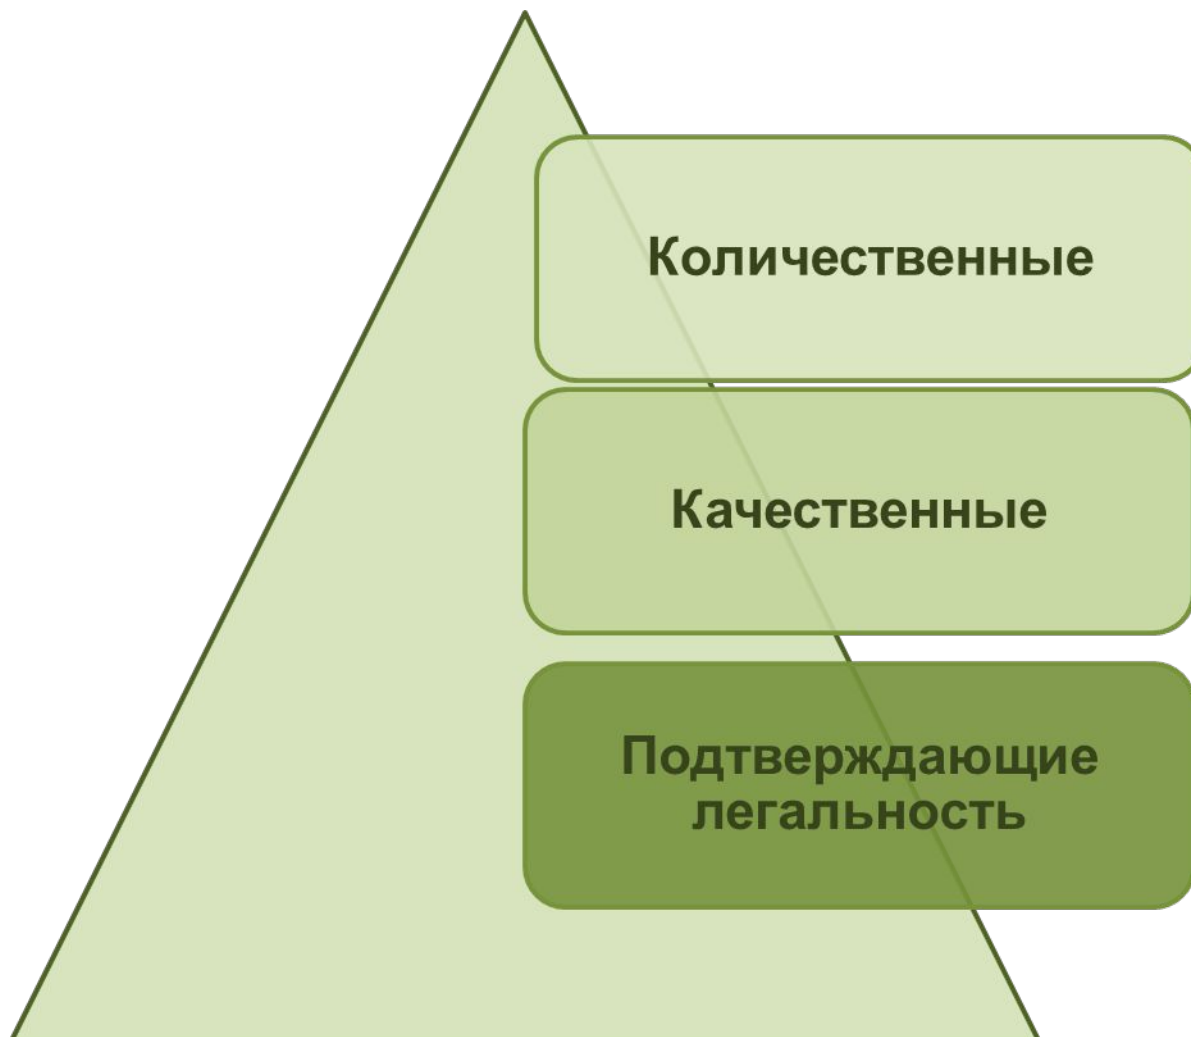 Количественные
Качественные
Подтверждающие
легальность